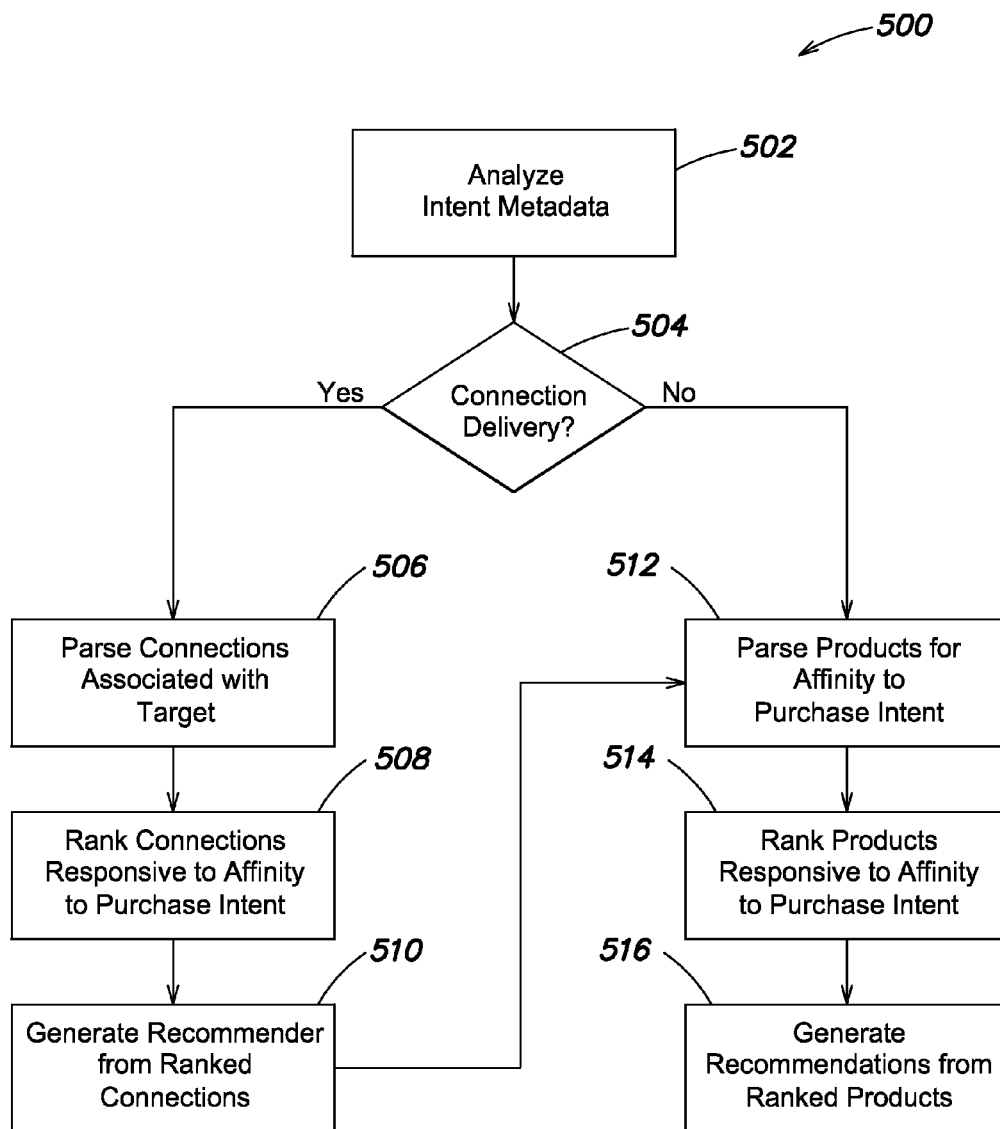 500
502
Analyze
Intent Metadata
504
Yes
Connection
Delivery?
No
506
Parse Connections
Associated with
Target
508
Rank Connections
Responsive to Affinity
to Purchase Intent
510
Generate Recommender
from Ranked
Connections
512
Parse Products for
Affinity to
Purchase Intent
514
Rank Products
Responsive to Affinity
to Purchase Intent
516
Generate
Recommendations from
Ranked Products